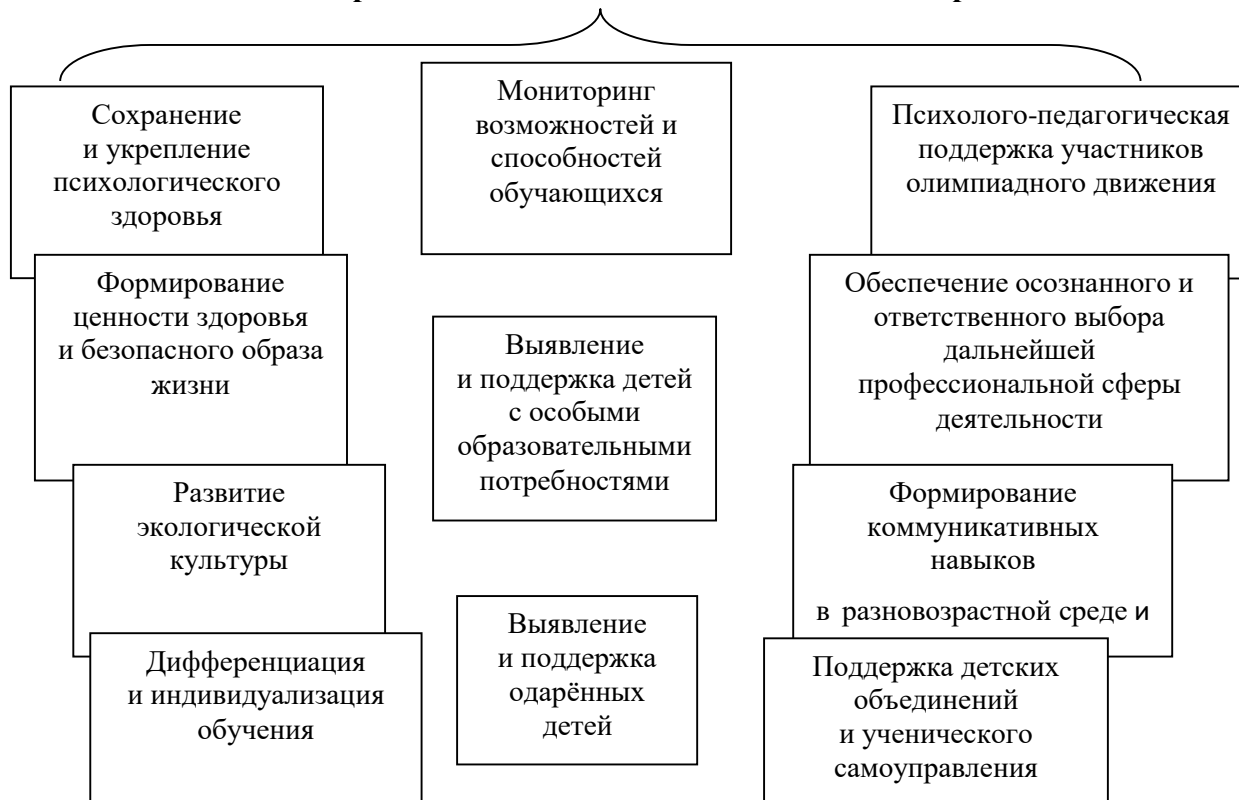 Сохранение
и укрепление
психологического
здоровья
Формирование
ценности здоровья
и безопасного образа
жизни
Развитие
экологической
культуры
Дифференциация
и индивидуализация
обучения
Мониторинг
возможностей и
способностей
обучающихся
Выявление
и поддержка детей
с особыми
образовательными
потребностями
Выявление
и поддержка
одарённых
детей
Психолого-педагогическая
поддержка участников
олимпиадного движения
Обеспечение осознанного и
ответственного выбора
дальнейшей
профессиональной сферы
деятельности
Формирование
коммуникативных
навыков
в разновозрастной среде и
Поддержка детских
объединений
и ученического
самоуправления